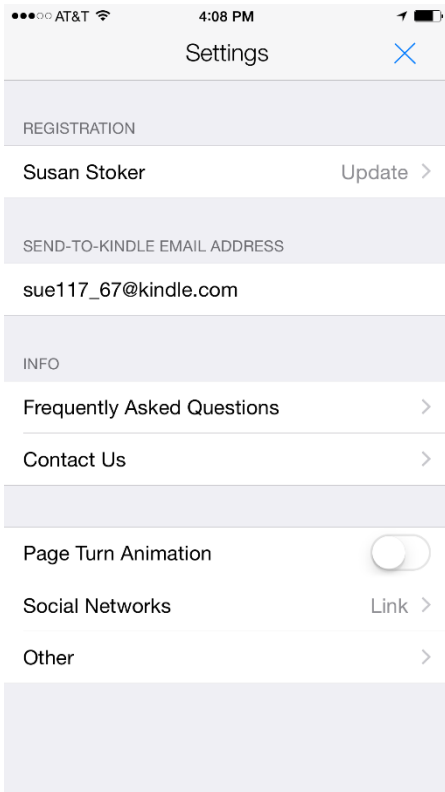 AT&T 4:08 PM
Settings
REGISTRATION
Susan Stoker Update
SEND-TO-KINDLE EMAIL ADDRESS
sue117_67@kindle.com
INFO
Frequently Asked Questions
Contact Us
Page Turn Animation
Social Networks Link
Other